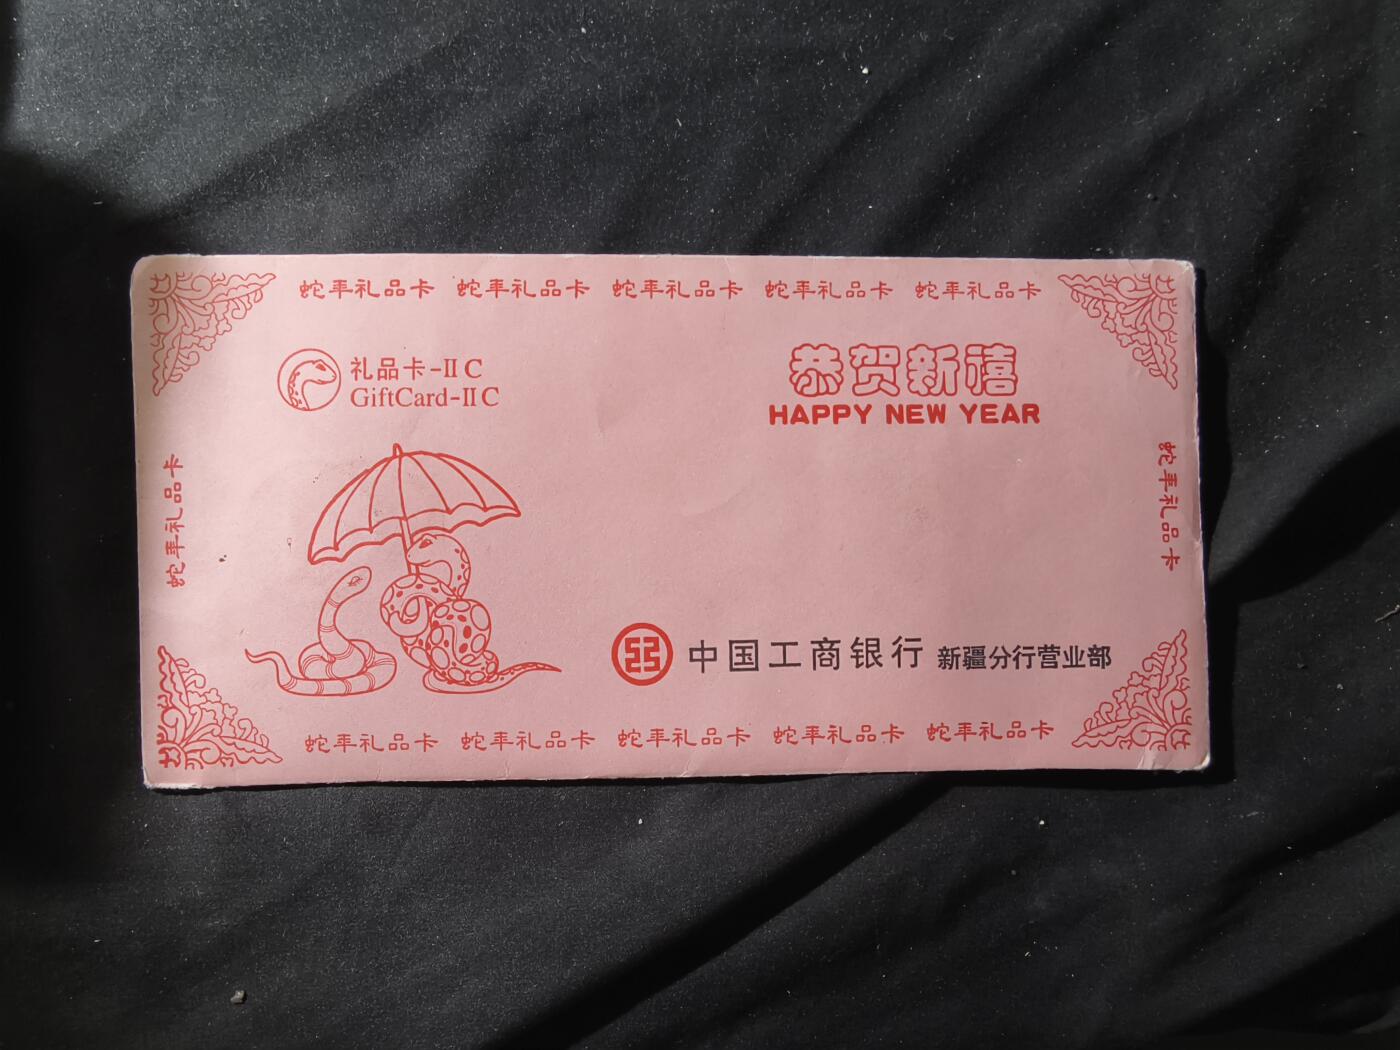 蛇年礼品卡 蛇年礼品卡 蛇年礼品卡 蛇年礼品卡 蛇年礼品卡
礼品卡-II C
GiftCard-II C
恭贺新禧
HAPPY NEW YEAR
蛇年礼品卡
蛇年礼品卡
中国工商银行 新疆分行营业部
蛇年礼品卡 蛇年礼品卡 蛇年礼品卡 蛇年礼品卡 蛇年礼品卡